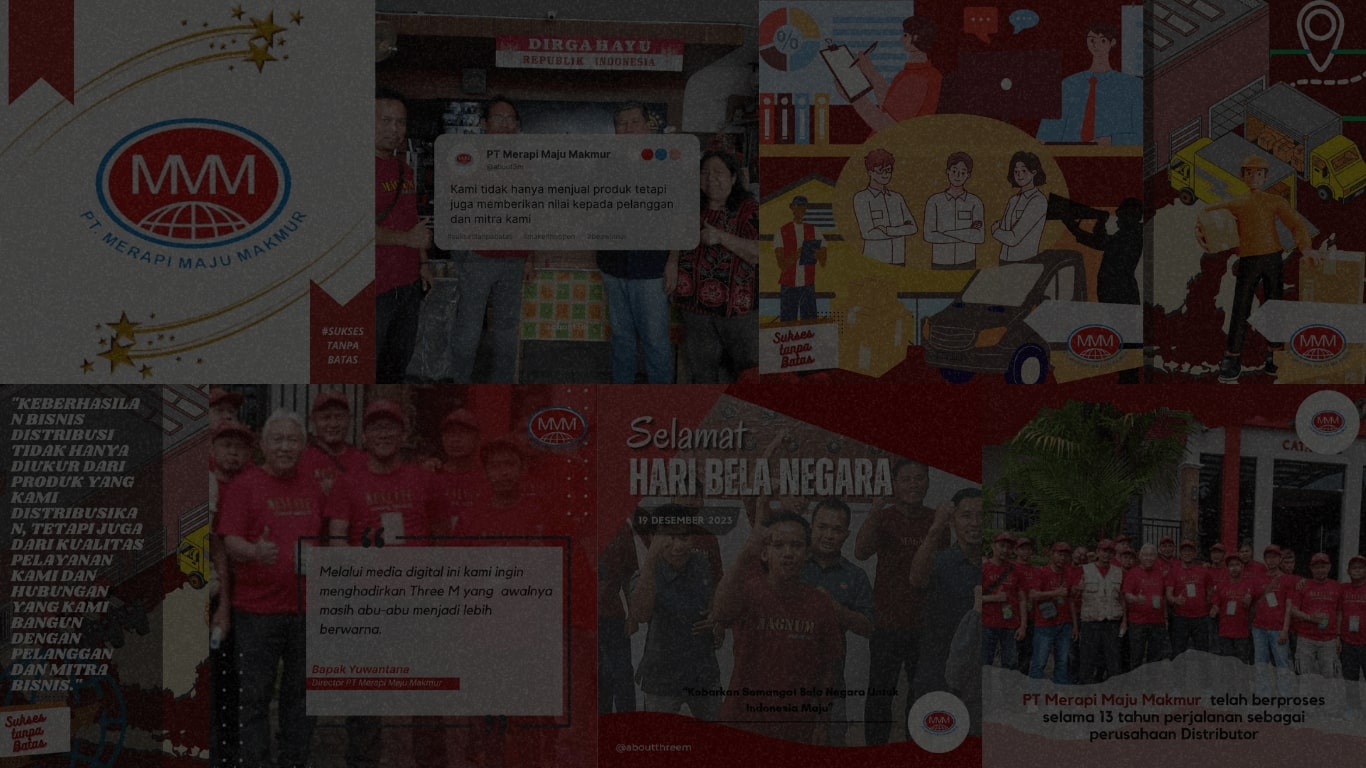 MMM
PT. MERAPI MAJU MAKMUR
#SUKSES
TANPA
BATAS
DIRGAHAYU
REPUBLIK INDONESIA
PT Merapi Maju Makmur
Kami tidak hanya menjual produk tetapi
juga memberikan nilai kepada pelanggan
dan mitra kami
%
Sukses
tanpa
Batas
MMM
MMM
"KEBERHASILA
N BISNIS
DISTRIBUSI
TIDAK HANYA
DIUKUR DARI
PRODUK YANG
KAMI
DISTRIBUSIKA
N, TETAPI JUGA
DARI KUALITAS
PELAYANAN
KAMI DAN
HUBUNGAN
YANG KAMI
BANGUN
DENGAN
PELANGGAN
DAN MITRA
BISNIS."
Sukses
tanpa
Batas
MMM
Melalui media digital ini kami ingin
menghadirkan Three M yang awalnya
masih abu-abu menjadi lebih
berwarna.
Bapak Yuwantane
Director PT Merapi Maju Makmur
Selamat
HARI BELA NEGARA
19 DESEMBER 2023
MAGNUM
"Kobarkan Semangat Bela Negara Untuk
Indonesia Maju"
@aboutthreem
MMM
MMM
PT Merapi Maju Makmur telah berproses
selama 13 tahun perjalanan sebagai
perusahaan Distributor